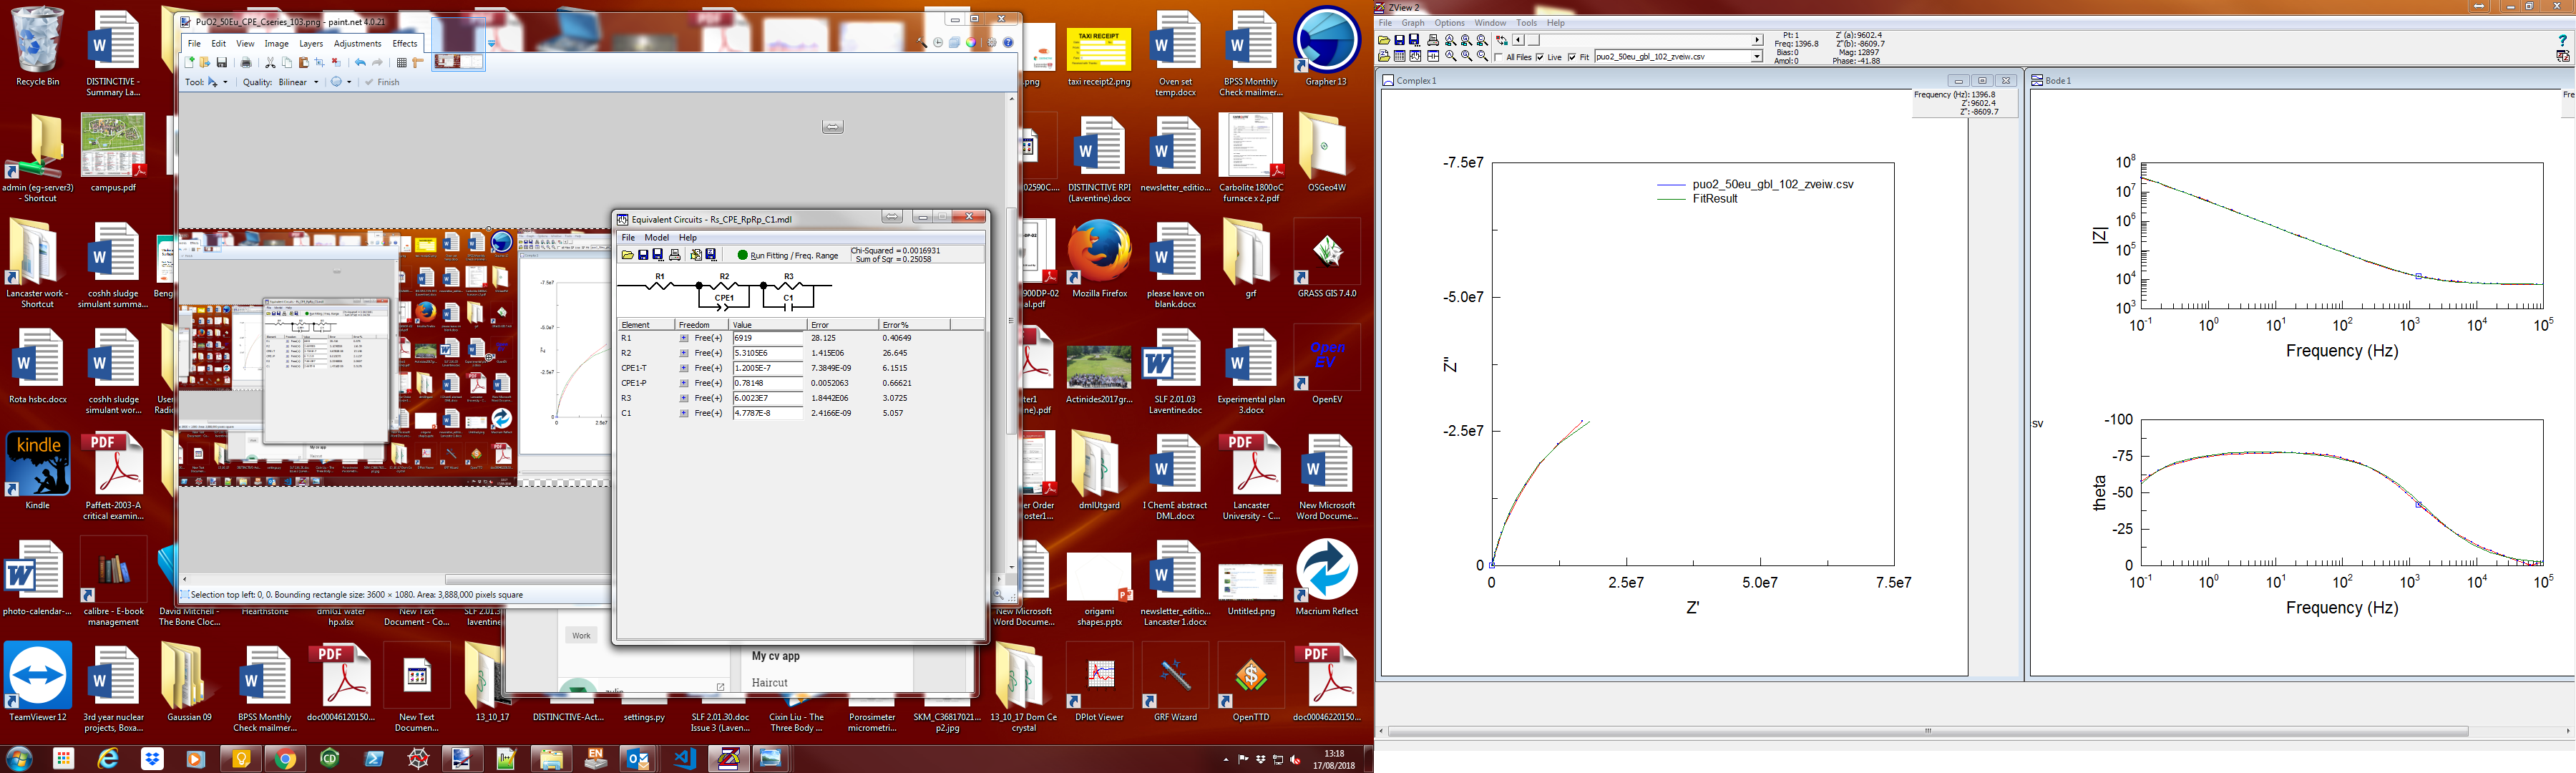 PuO2_50Eu_CPE_Cseries_103.png - paint.net 4.0.21
File Edit View Image Layers Adjustments Effects
Tool: Quality: Bilinear Finish
Selection top left: 0, 0. Bounding rectangle size: 3600 × 1080. Area: 3,888,000 pixels square
Equivalent Circuits - Rs_CPE_RpRp_C1.mdl
File Model Help
Run Fitting / Freq. Range
Chi-Squared = 0.0016931
Sum of Sqr = 0.25058
R1 R2 R3
CPE1 C1
Element Freedom Value Error Error%
R1 Free(+) 6919 28.125 0.40649
R2 Free(+) 5.3105E6 1.415E06 26.645
CPE1-T Free(+) 1.2005E-7 7.3849E-09 6.1515
CPE1-P Free(+) 0.78148 0.0052063 0.66621
R3 Free(+) 6.0023E7 1.8442E06 3.0725
C1 Free(+) 4.7787E-8 2.4166E-09 5.057
Work
My cv app
Haircut
Recycle Bin
DISTINCTIVE - Summary La...
admin (eg-server3) - Shortcut
campus.pdf
Lancaster work - Shortcut
coshh sludge simulant summa...
Rota hsbc.docx
coshh sludge simulant wor...
Kindle
Paffett-2003-A critical examin...
photo-calendar-...
calibre - E-book management
David Mitchell - The Bone Cloc...
Hearthstone
dmlG1 water hp.xlsx
New Text Document - Co...
TeamViewer 12
3rd year nuclear projects, Boxa...
Gaussian 09
BPSS Monthly Check mailmer...
doc00046120150...
New Text Documen...
13_10_17
DISTINCTIVE-Act...
settings.py
SLF 2.01.30.doc Issue 3 (Laven...
Cixin Liu - The Three Body ...
Porosimeter micrometri...
SKM_C36817021... p2.jpg
13_10_17 Dom Ce crystal
DPlot Viewer
GRF Wizard
OpenTTD
doc00046220150...
TAXI RECEIPT
taxi receipt2.png
Oven set temp.docx
BPSS Monthly Check mailmer...
Grapher 13
DISTINCTIVE RPI (Laventine).docx
newsletter_editio...
Carbolite 1800oC furnace x 2.pdf
OSGeo4W
Mozilla Firefox
please leave on blank.docx
grf
GRASS GIS 7.4.0
Actinides2017gr...
SLF 2.01.03 Laventine.doc
Experimental plan 3.docx
OpenEV
dmlUtgard
I ChemE abstract DML.docx
Lancaster University - C...
New Microsoft Word Docume...
New Microsoft Word Docume...
origami shapes.pptx
newsletter_editio... Lancaster 1.docx
Untitled.png
Macrium Reflect
13:18
17/08/2018
ZView 2
File Graph Options Window Tools Help
All Files Live Fit puo2_50eu_gbl_102_zveiw.csv
Pt: 1
Freq: 1396.8
Bias: 0
Ampl: 0
Z' (a): 9602.4
Z''(b): -8609.7
Mag: 12897
Phase: -41.88
Complex 1
Frequency (Hz): 1396.8
Z': 9602.4
Z'': -8609.7
puo2_50eu_gbl_102_zveiw.csv
FitResult
-7.5e7
-5.0e7
-2.5e7
0
Z''
0 2.5e7 5.0e7 7.5e7
Z'
Bode 1
Fre
sv
|Z|
10^8
10^7
10^6
10^5
10^4
10^3
10^-1 10^0 10^1 10^2 10^3 10^4 10^5
Frequency (Hz)
theta
-100
-75
-50
-25
0
10^-1 10^0 10^1 10^2 10^3 10^4 10^5
Frequency (Hz)